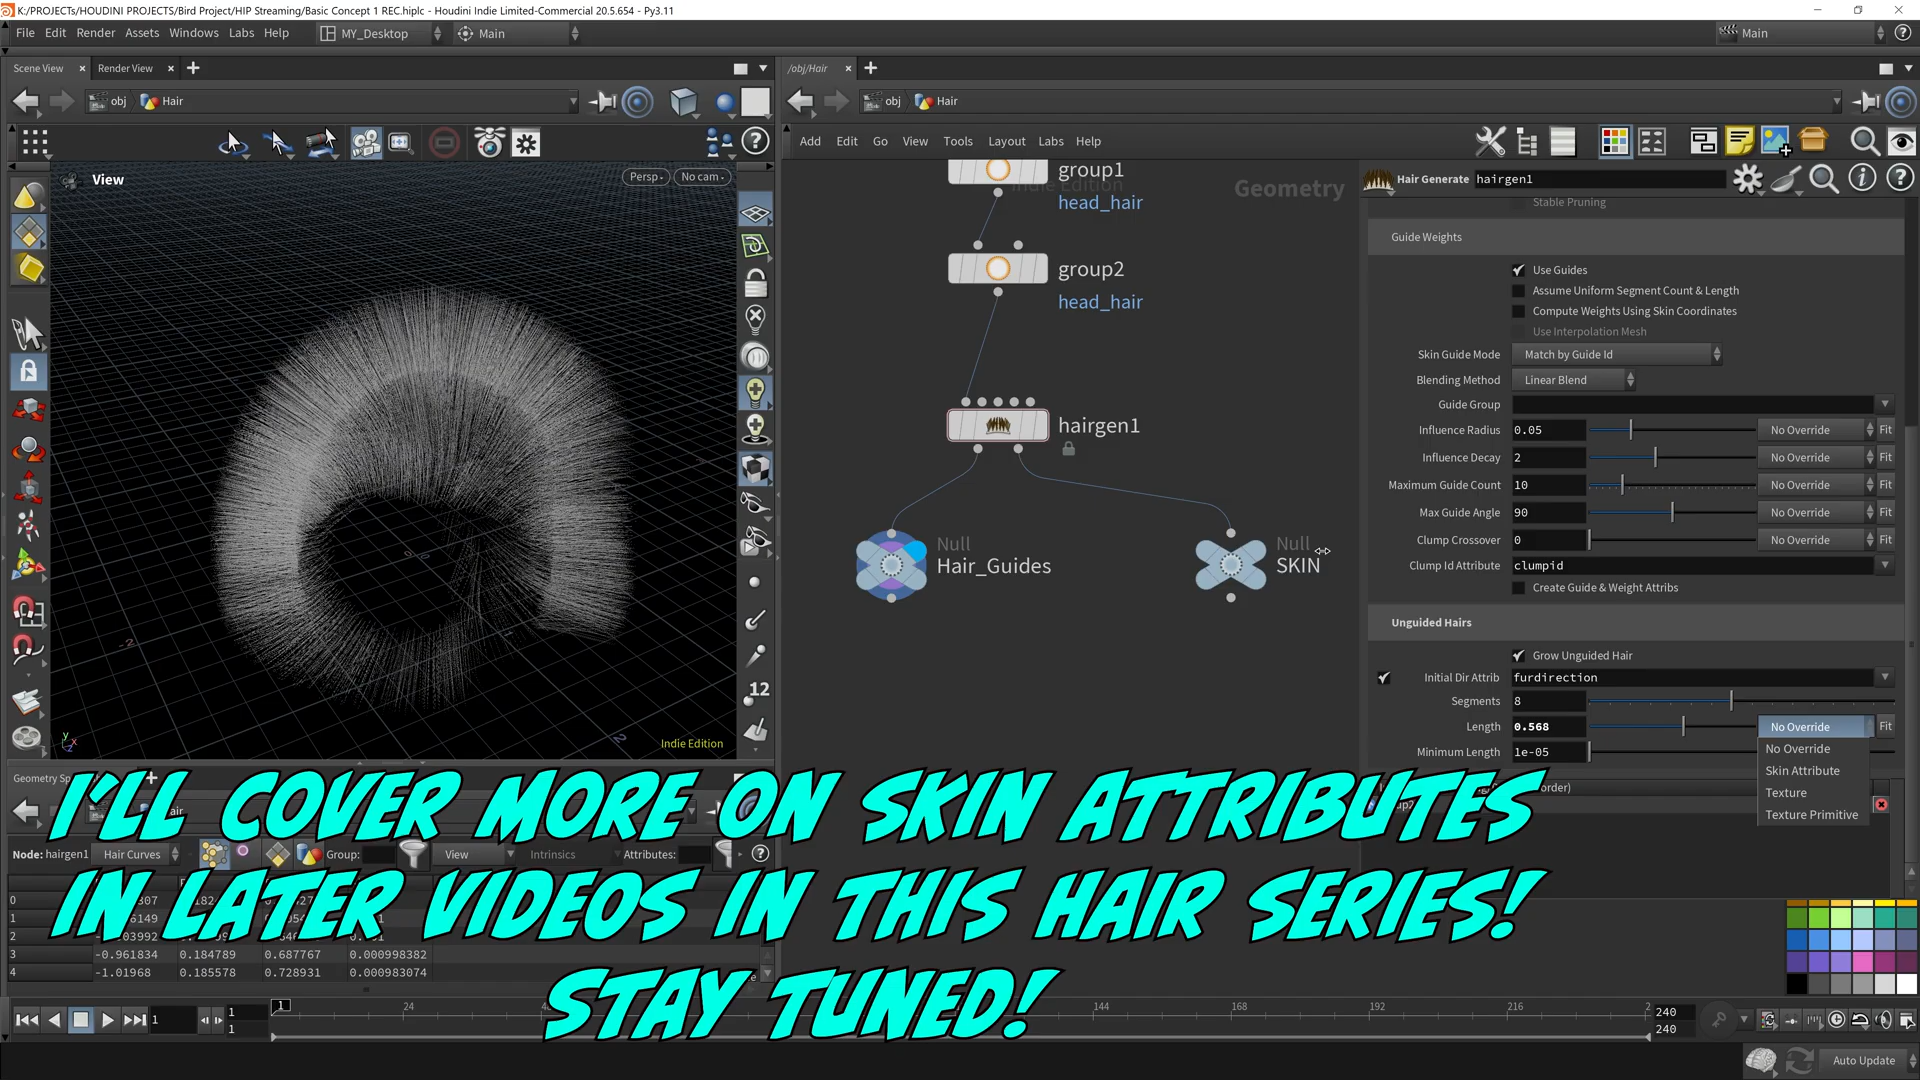 K:/PROJECTs/HOUDINI PROJECTS/Bird Project/HIP Streaming/Basic Concept 1 REC.hiplc - Houdini Indie Limited-Commercial 20.5.654 - Py3.11
File Edit Render Assets Windows Labs Help MY_Desktop Main Main
Scene View Render View /obj/Hair
obj Hair obj Hair
Add Edit Go View Tools Layout Labs Help
View Persp No cam
group1
Indie Edition
head_hair
Geometry
group2
head_hair
hairgen1
Null
Hair_Guides
Null
SKIN
Hair Generate hairgen1
Stable Pruning
Guide Weights
Use Guides
Assume Uniform Segment Count & Length
Compute Weights Using Skin Coordinates
Use Interpolation Mesh
Skin Guide Mode Match by Guide Id
Blending Method Linear Blend
Guide Group
Influence Radius 0.05 No Override Fit
Influence Decay 2 No Override Fit
Maximum Guide Count 10 No Override Fit
Max Guide Angle 90 No Override Fit
Clump Crossover 0 No Override Fit
Clump Id Attribute clumpid
Create Guide & Weight Attribs
Unguided Hairs
Grow Unguided Hair
Initial Dir Attrib furdirection
Segments 8
Length 0.568 No Override Fit
Minimum Length 1e-05
No Override
Skin Attribute
Texture
Texture Primitive
12
Indie Edition
I'LL COVER MORE ON SKIN ATTRIBUTES
IN LATER VIDEOS IN THIS HAIR SERIES!
STAY TUNED!
Node: hairgen1 Hair Curves Group: View Intrinsics Attributes:
3 -0.961834 0.184789 0.687767 0.000998382
4 -1.01968 0.185578 0.728931 0.000983074
1 1 1 1 24 144 168 192 216 2 240 240
Auto Update